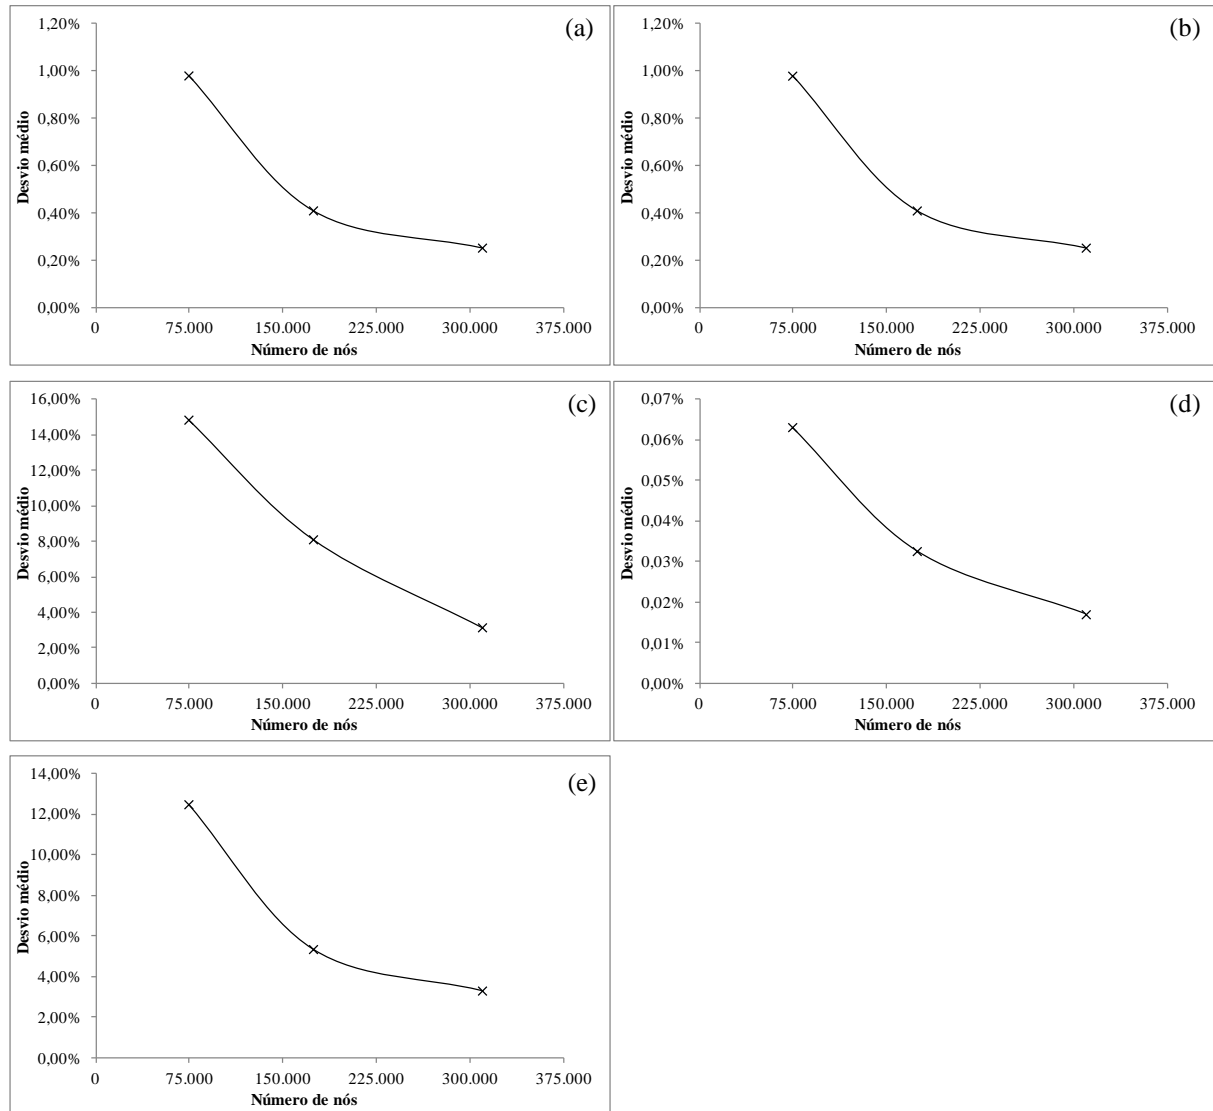 (a)
Desvio médio
1,20%
1,00%
0,80%
0,60%
0,40%
0,20%
0,00%
0 75.000 150.000 225.000 300.000 375.000
Número de nós
(b)
Desvio médio
1,20%
1,00%
0,80%
0,60%
0,40%
0,20%
0,00%
0 75.000 150.000 225.000 300.000 375.000
Número de nós
(c)
Desvio médio
16,00%
14,00%
12,00%
10,00%
8,00%
6,00%
4,00%
2,00%
0,00%
0 75.000 150.000 225.000 300.000 375.000
Número de nós
(d)
Desvio médio
0,07%
0,06%
0,05%
0,04%
0,03%
0,02%
0,01%
0,00%
0 75.000 150.000 225.000 300.000 375.000
Número de nós
(e)
Desvio médio
14,00%
12,00%
10,00%
8,00%
6,00%
4,00%
2,00%
0,00%
0 75.000 150.000 225.000 300.000 375.000
Número de nós